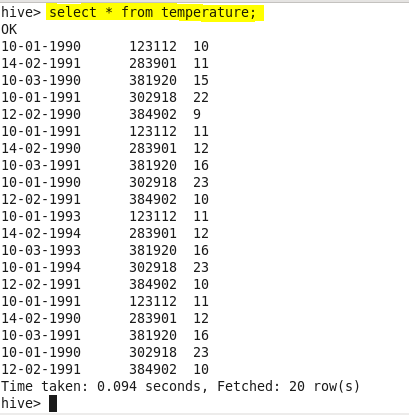 hive> select * from temperature;
OK
10-01-1990 123112 10
14-02-1991 283901 11
10-03-1990 381920 15
10-01-1991 302918 22
12-02-1990 384902 9
10-01-1991 123112 11
14-02-1990 283901 12
10-03-1991 381920 16
10-01-1990 302918 23
12-02-1991 384902 10
10-01-1993 123112 11
14-02-1994 283901 12
10-03-1993 381920 16
10-01-1994 302918 23
12-02-1991 384902 10
10-01-1991 123112 11
14-02-1990 283901 12
10-03-1991 381920 16
10-01-1990 302918 23
12-02-1991 384902 10
Time taken: 0.094 seconds, Fetched: 20 row(s)
hive>